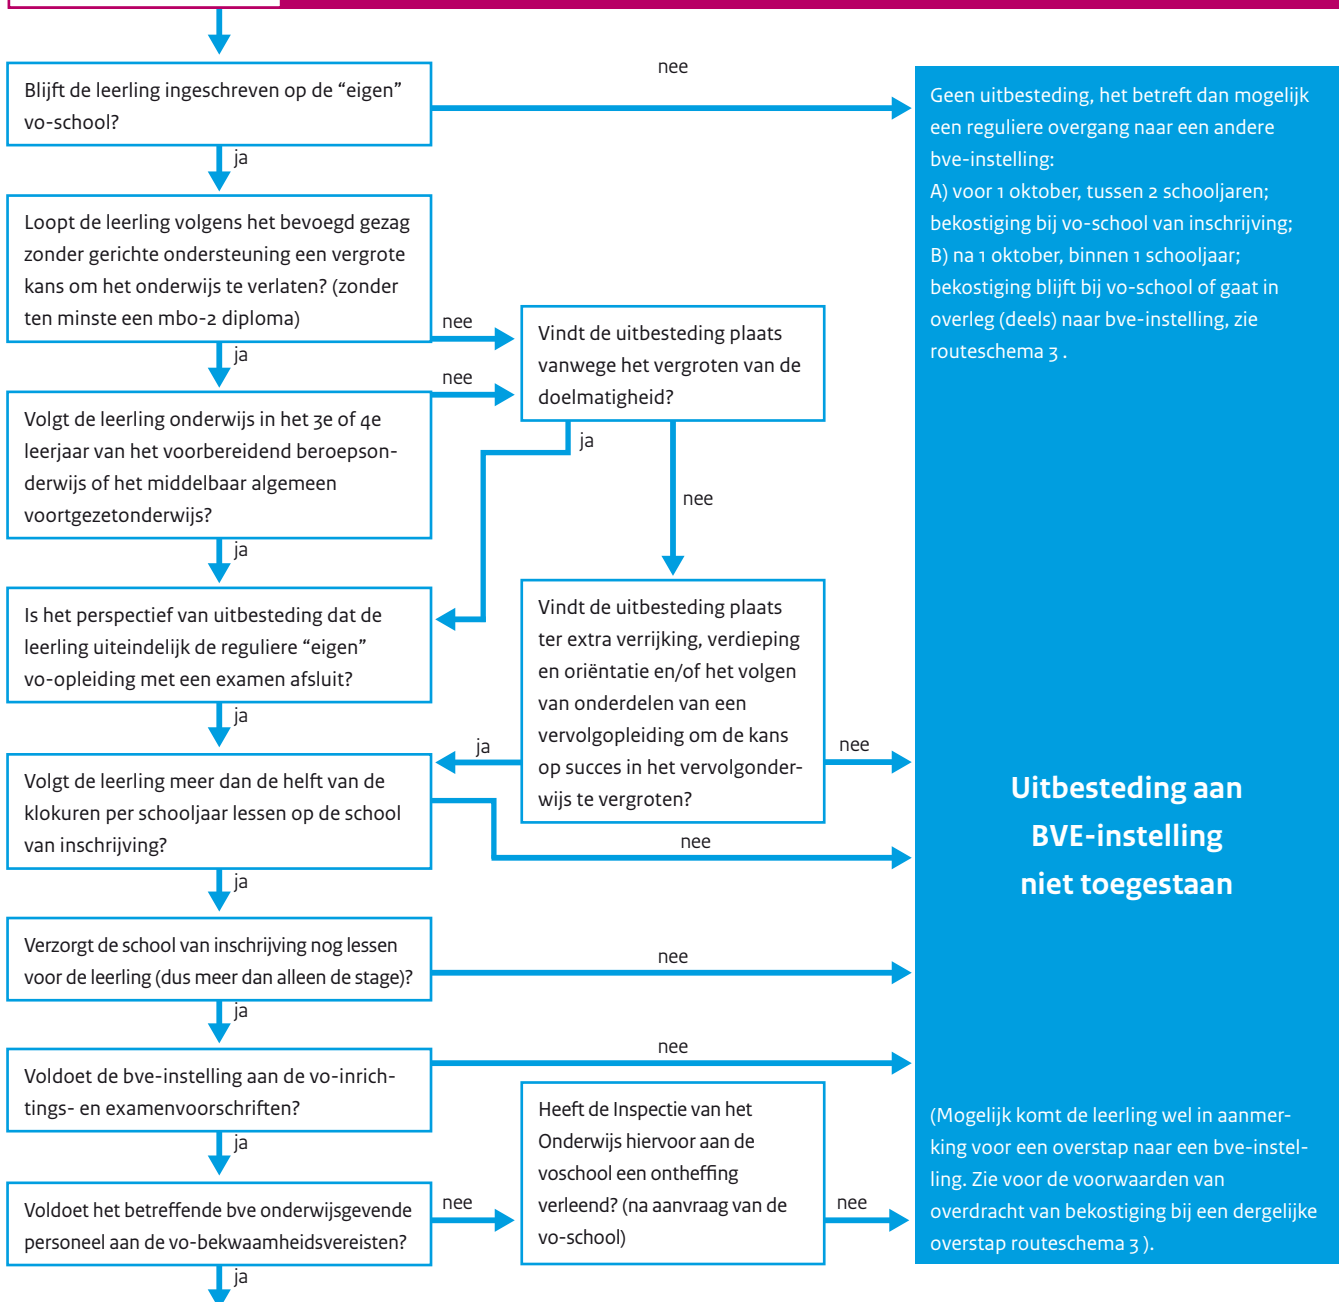 nee
Blijft de leerling ingeschreven op de “eigen”
vo-school?
ja
Geen uitbesteding, het betreft dan mogelijk
een reguliere overgang naar een andere
bve-instelling:
A) voor 1 oktober, tussen 2 schooljaren;
bekostiging bij vo-school van inschrijving;
B) na 1 oktober, binnen 1 schooljaar;
bekostiging blijft bij vo-school of gaat in
overleg (deels) naar bve-instelling, zie
routeschema 3 .
Loopt de leerling volgens het bevoegd gezag
zonder gerichte ondersteuning een vergrote
kans om het onderwijs te verlaten? (zonder
ten minste een mbo-2 diploma)
nee
ja
Vindt de uitbesteding plaats
vanwege het vergroten van de
doelmatigheid?
nee
Volgt de leerling onderwijs in het 3e of 4e
leerjaar van het voorbereidend beroepson-
derwijs of het middelbaar algemeen
voortgezetonderwijs?
ja
nee
ja
Is het perspectief van uitbesteding dat de
leerling uiteindelijk de reguliere “eigen”
vo-opleiding met een examen afsluit?
ja
Vindt de uitbesteding plaats
ter extra verrijking, verdieping
en oriëntatie en/of het volgen
van onderdelen van een
vervolgopleiding om de kans
op succes in het vervolgonder-
wijs te vergroten?
ja
nee
Volgt de leerling meer dan de helft van de
klokuren per schooljaar lessen op de school
van inschrijving?
nee
ja
Uitbesteding aan
BVE-instelling
niet toegestaan
Verzorgt de school van inschrijving nog lessen
voor de leerling (dus meer dan alleen de stage)?
nee
ja
Voldoet de bve-instelling aan de vo-inrich-
tings- en examenvoorschriften?
nee
ja
Heeft de Inspectie van het
Onderwijs hiervoor aan de
voschool een ontheffing
verleend? (na aanvraag van de
vo-school)
(Mogelijk komt de leerling wel in aanmer-
king voor een overstap naar een bve-instel-
ling. Zie voor de voorwaarden van
overdracht van bekostiging bij een dergelijke
overstap routeschema 3 ).
Voldoet het betreffende bve onderwijsgevende
personeel aan de vo-bekwaamheidsvereisten?
nee
nee
ja